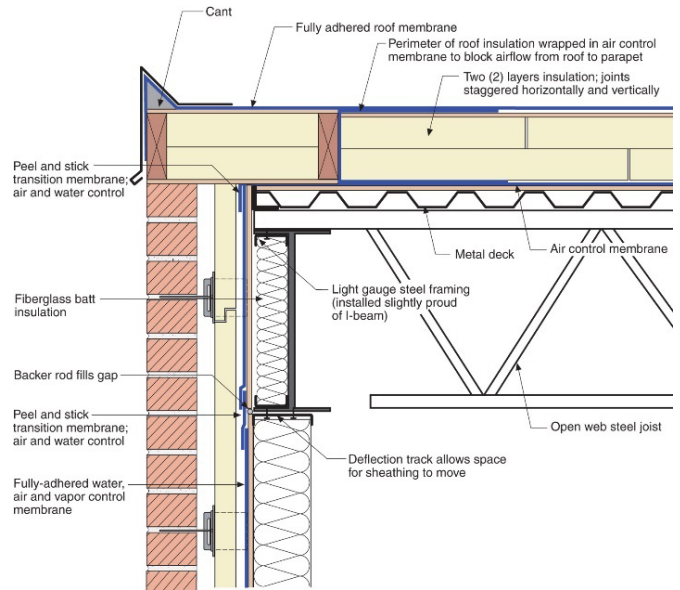 Cant
Fully adhered roof membrane
Perimeter of roof insulation wrapped in air control
membrane to block airflow from roof to parapet
Two (2) layers insulation; joints
staggered horizontally and vertically
Peel and stick
transition membrane;
air and water control
Metal deck
Air control membrane
Fiberglass batt
insulation
Light gauge steel framing
(installed slightly proud
of I-beam)
Backer rod fills gap
Peel and stick
transition membrane;
air and water control
Open web steel joist
Deflection track allows space
for sheathing to move
Fully-adhered water,
air and vapor control
membrane